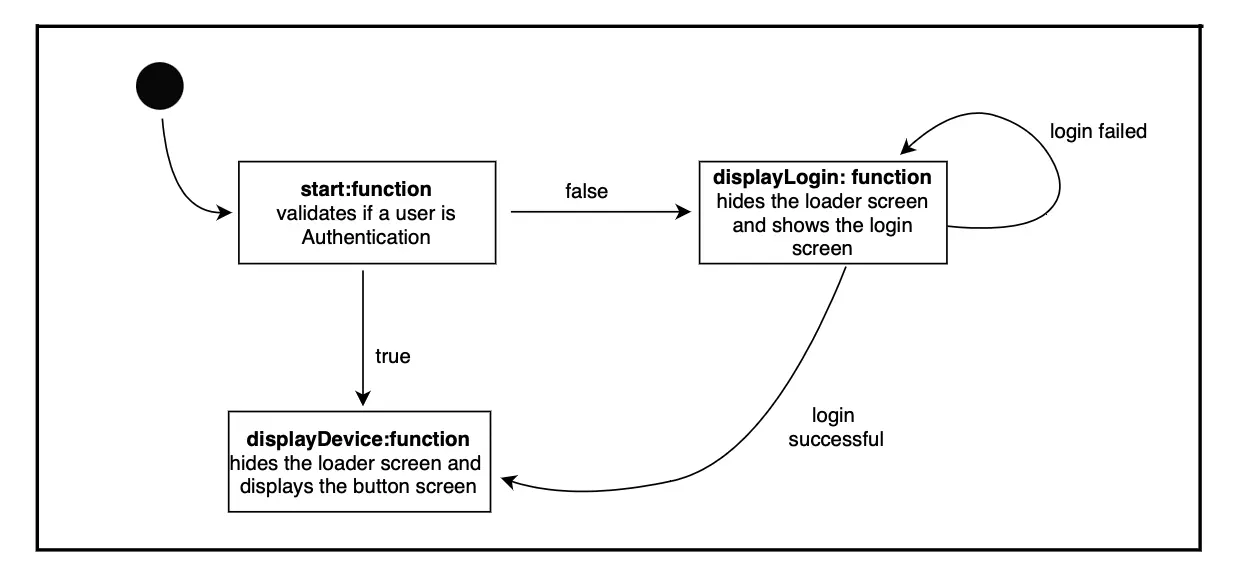 login failed
start:function
validates if a user is
Authentication
false
displayLogin: function
hides the loader screen
and shows the login
screen
true
login
successful
displayDevice:function
hides the loader screen and
displays the button screen